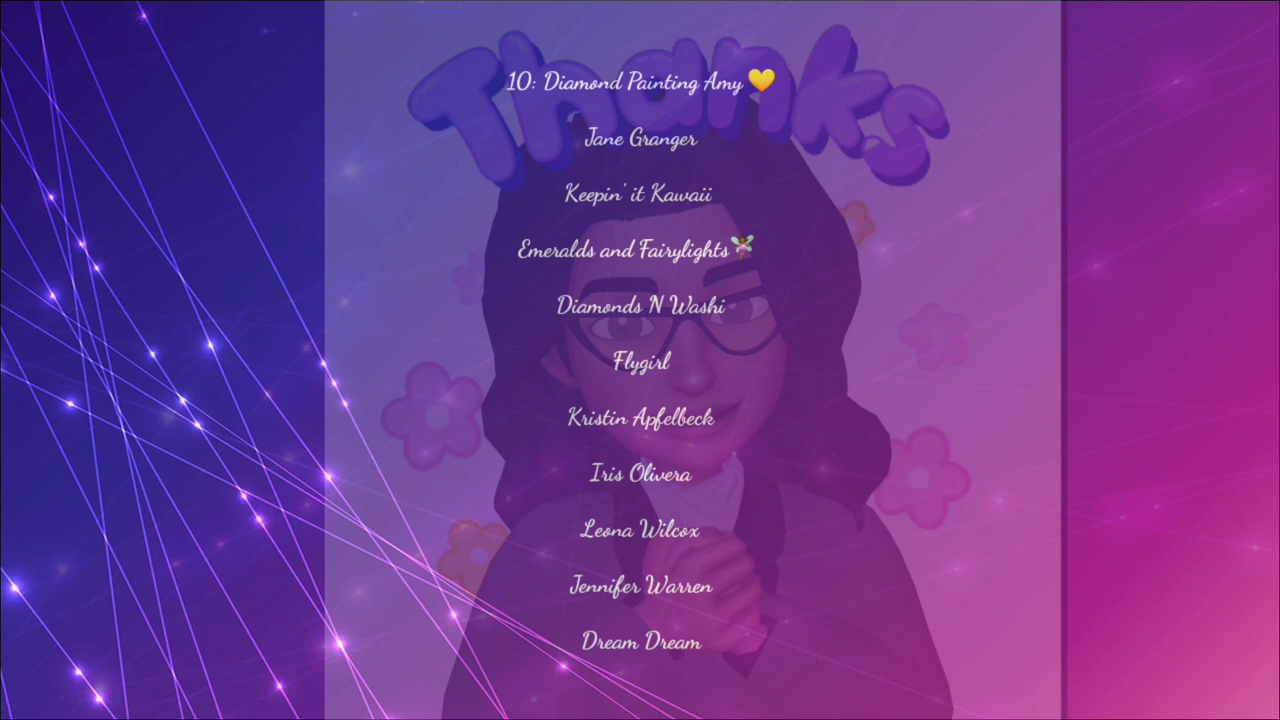 Thanks
10: Diamond Painting Amy 💛
Jane Granger
Keepin' it Kawaii
Emeralds and Fairylights🧚
Diamonds N Washi
Flygirl
Kristin Apfelbeck
Iris Olivera
Leona Wilcox
Jennifer Warren
Dream Dream